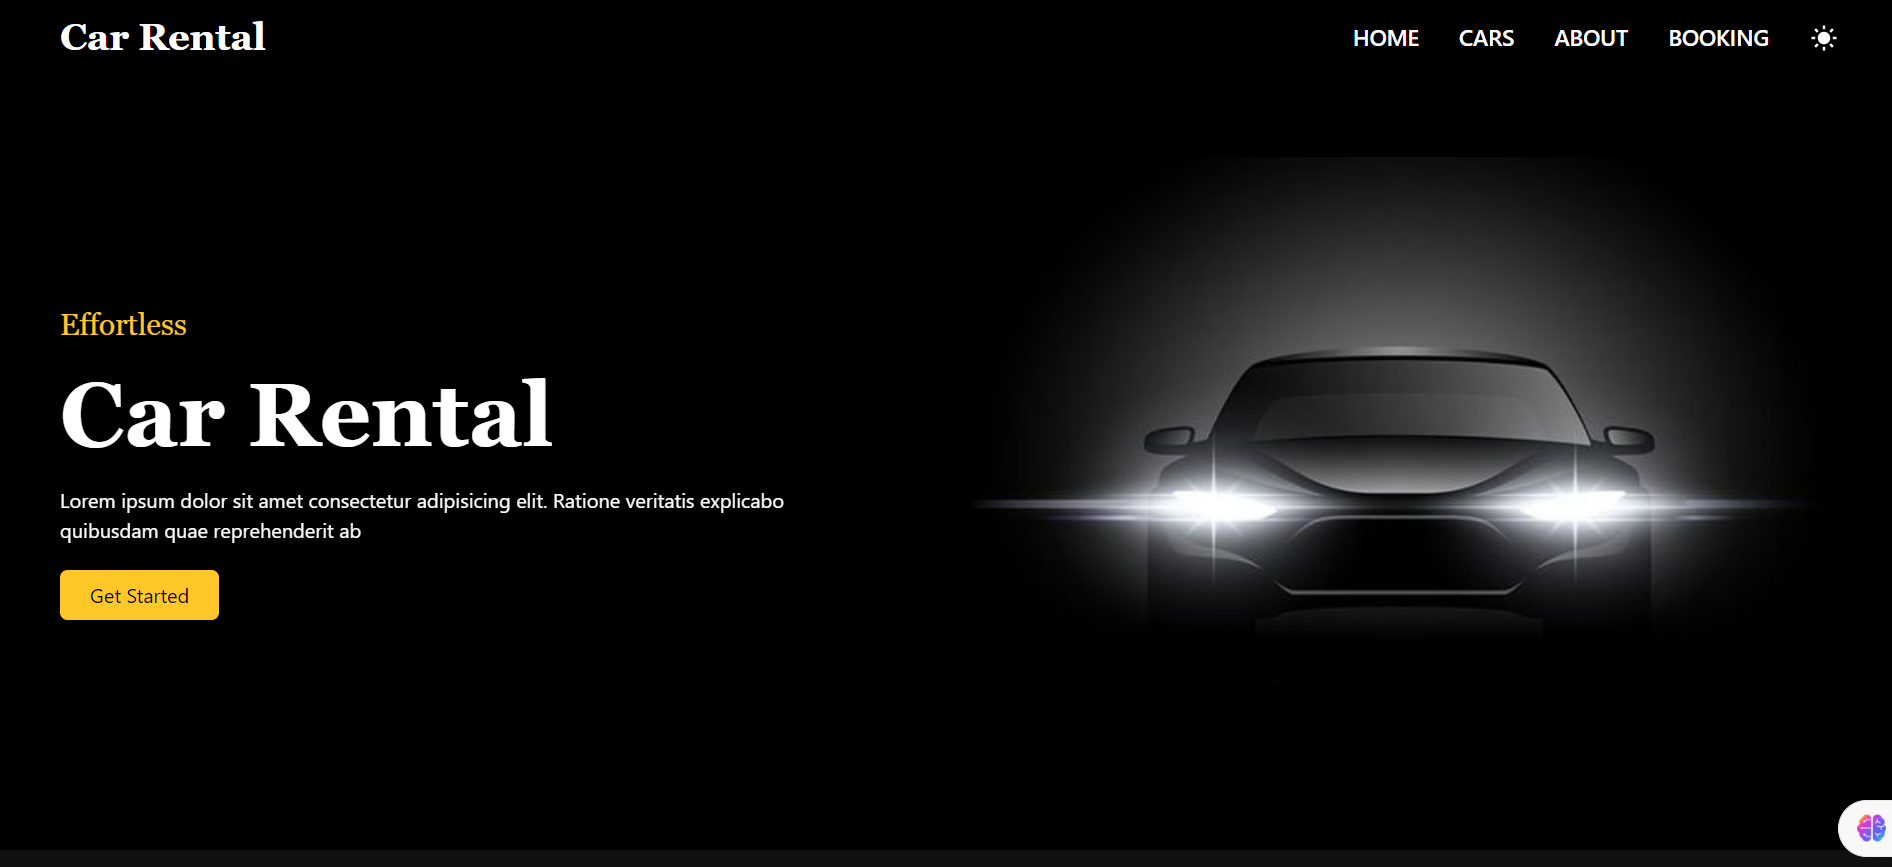 Car Rental
HOME CARS ABOUT BOOKING
Effortless
Car Rental
Lorem ipsum dolor sit amet consectetur adipisicing elit. Ratione veritatis explicabo
quibusdam quae reprehenderit ab
Get Started